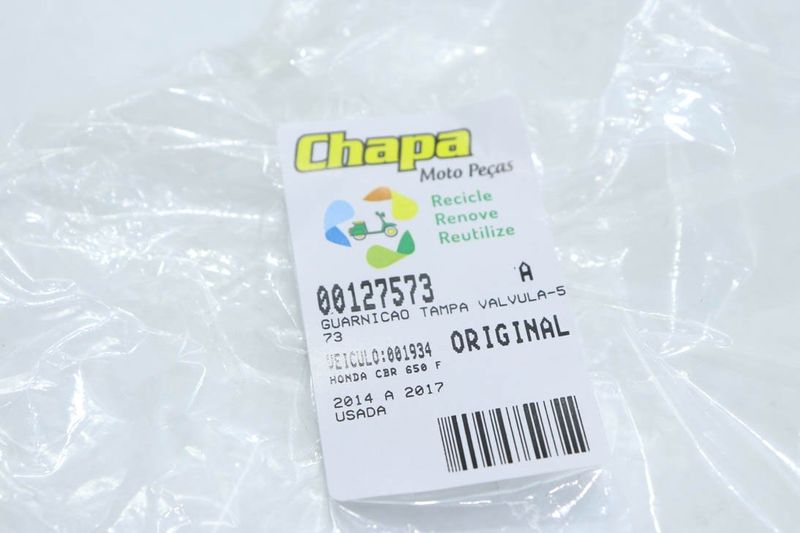 Chapa
Moto Peças
Recicle
Renove
Reutilize
00127573 A
GUARNICAO TAMPA VALVULA-5
73
VEICULO:001934 ORIGINAL
HONDA CBR 650 F
2014 A 2017
USADA